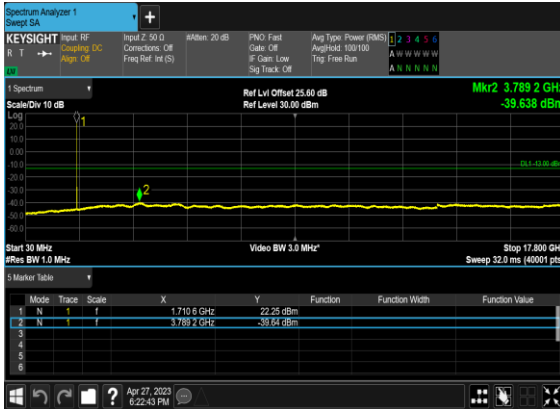 Spectrum Analyzer 1
Swept SA
+
KEYSIGHT Input: RF Input Z: 50 Ω #Atten: 20 dB PNO: Fast Avg Type: Power (RMS) 1 2 3 4 5 6
R T Coupling: DC Corrections: Off Gate: Off Avg|Hold: 100/100 A W W W W W
Align: Off Freq Ref: Int (S) IF Gain: Low Trig: Free Run
Sig Track: Off A N N N N N
1 Spectrum Ref Lvl Offset 25.60 dB Mkr2 3.789 2 GHz
Scale/Div 10 dB Ref Level 30.00 dBm -39.638 dBm
Log
20.0
10.0
0.00
-10.0
-20.0
-30.0
-40.0
-50.0
-60.0
1
2
DL1 -13.00 dBm
Start 30 MHz Video BW 3.0 MHz* Stop 17.800 GHz
#Res BW 1.0 MHz Sweep 32.0 ms (40001 pts)
5 Marker Table
Mode Trace Scale X Y Function Function Width Function Value
1 N 1 f 1.710 6 GHz 22.25 dBm
2 N 1 f 3.789 2 GHz -39.64 dBm
3
4
5
6
? Apr 27, 2023
6:22:43 PM